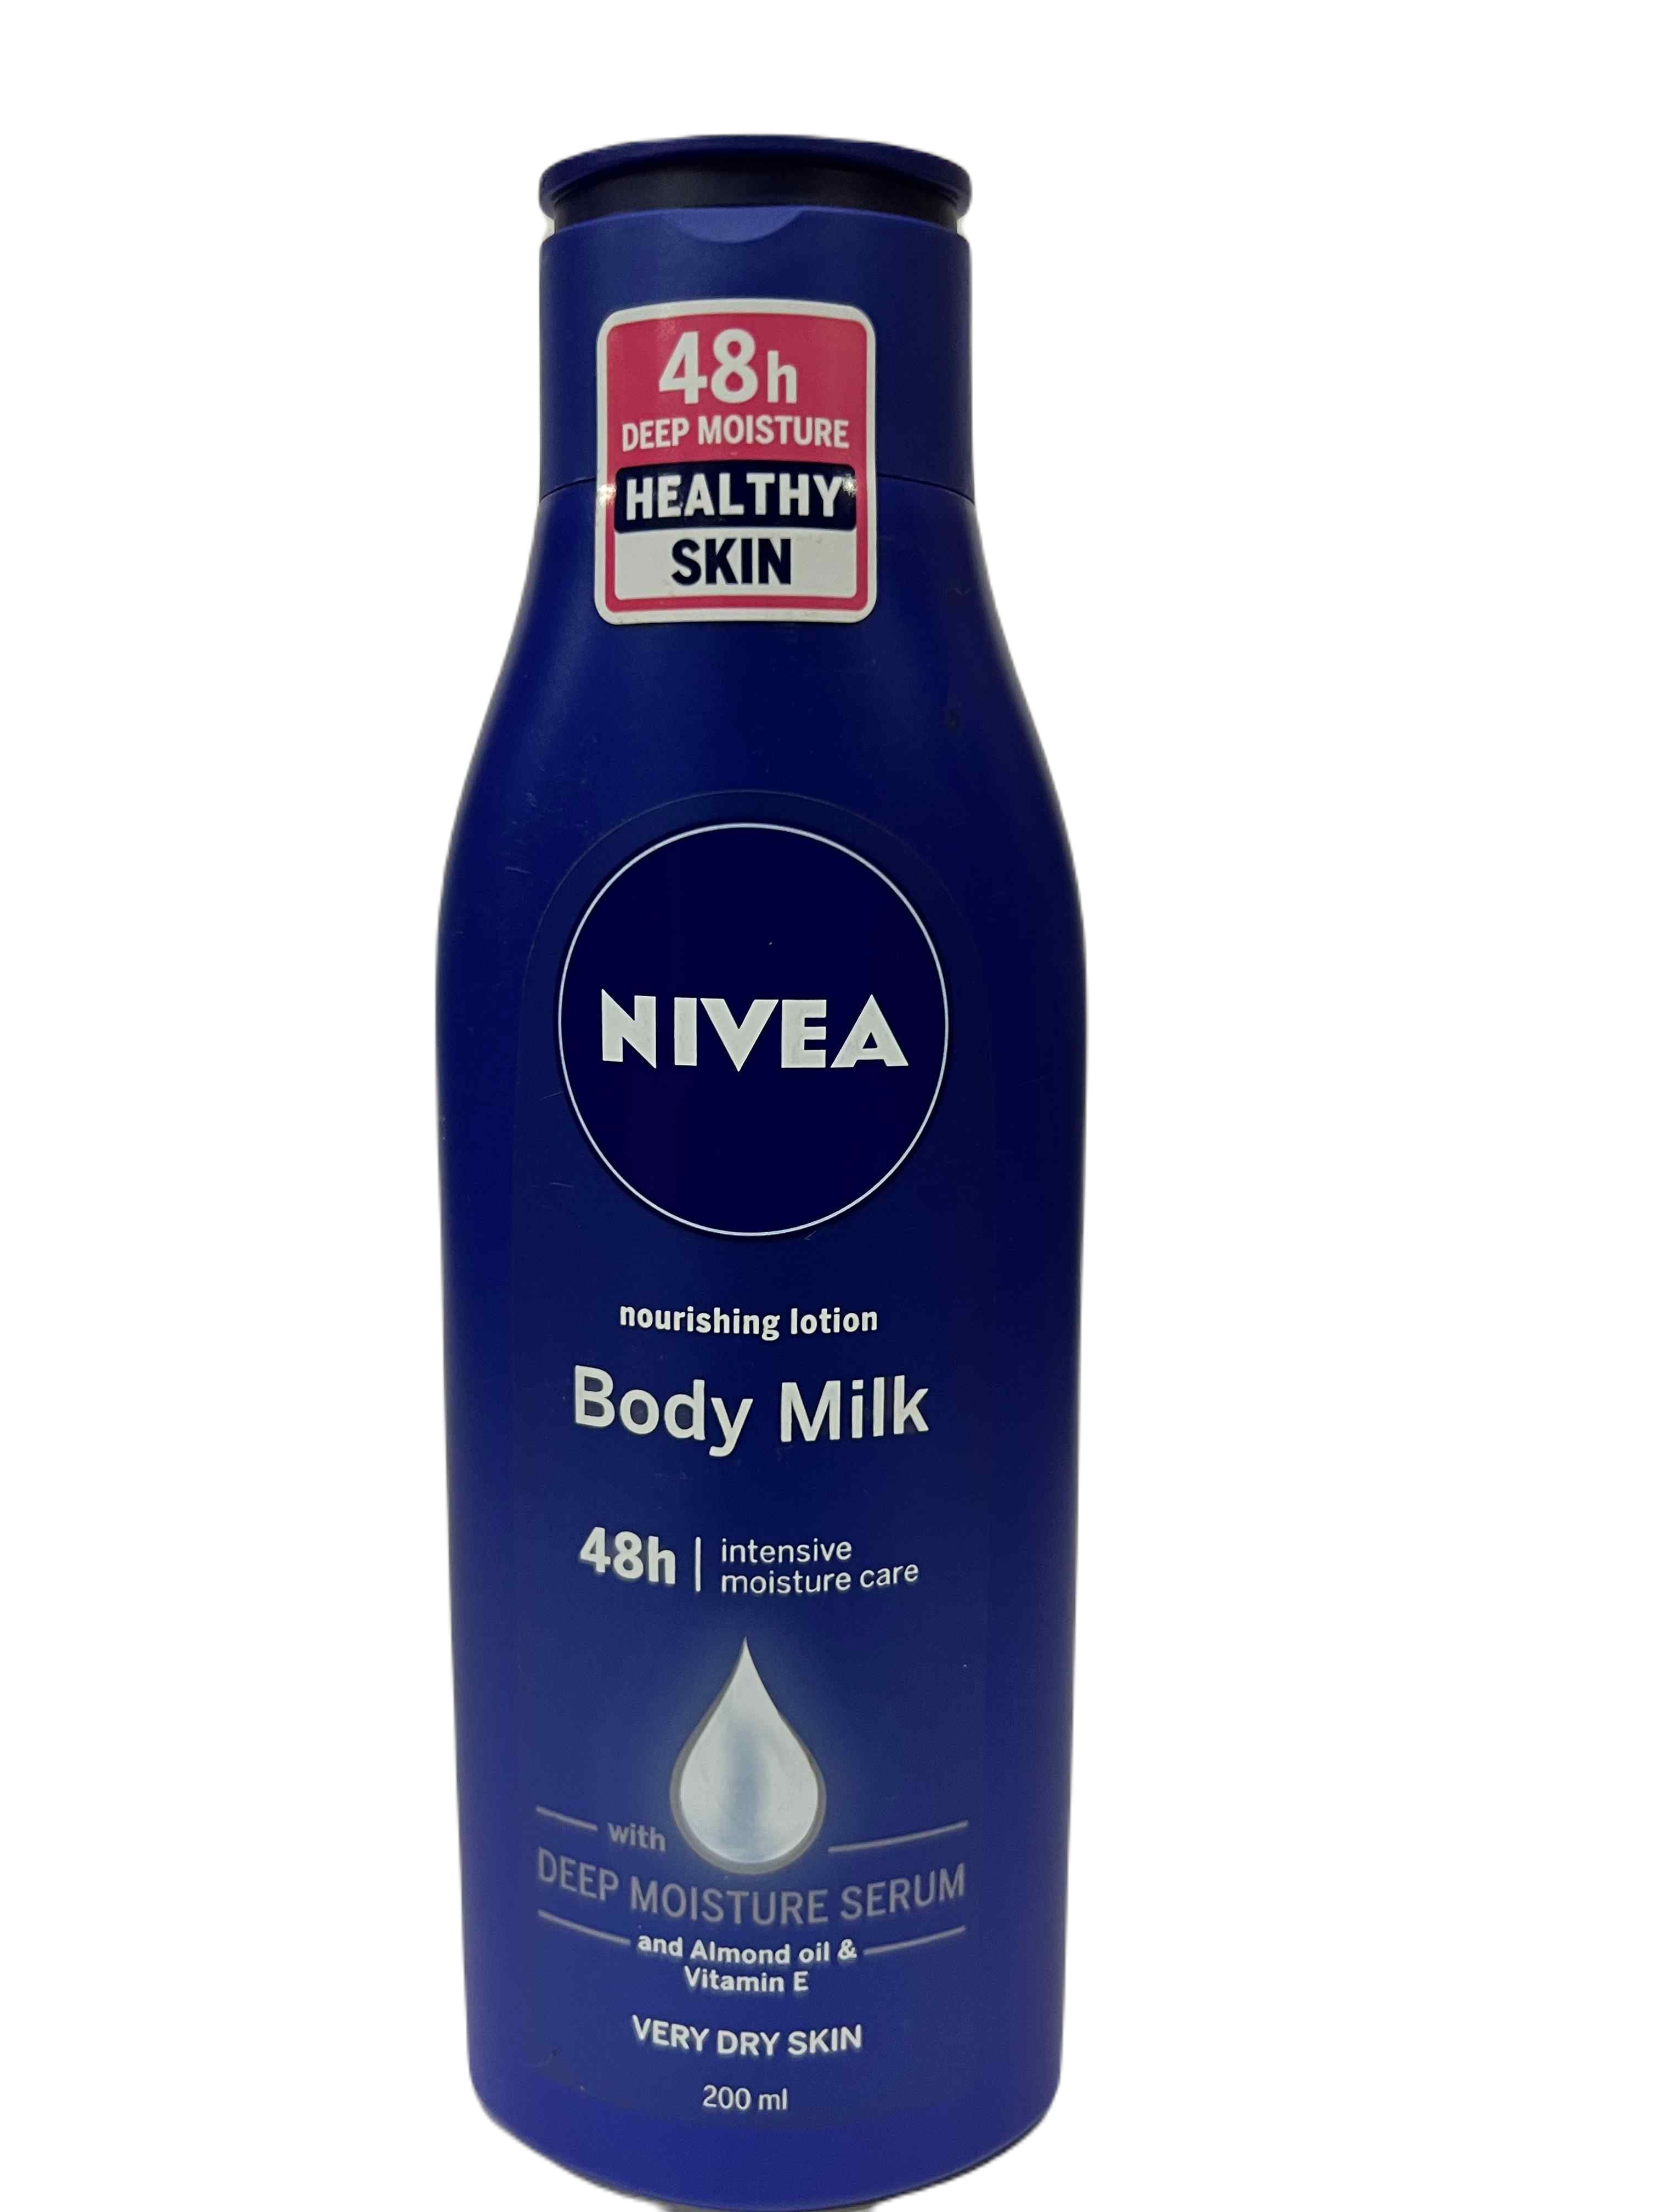 48h
DEEP MOISTURE
HEALTHY
SKIN
NIVEA
nourishing lotion
Body Milk
48h | intensive
moisture care
with
DEEP MOISTURE SERUM
and Almond oil &
Vitamin E
VERY DRY SKIN
200 ml